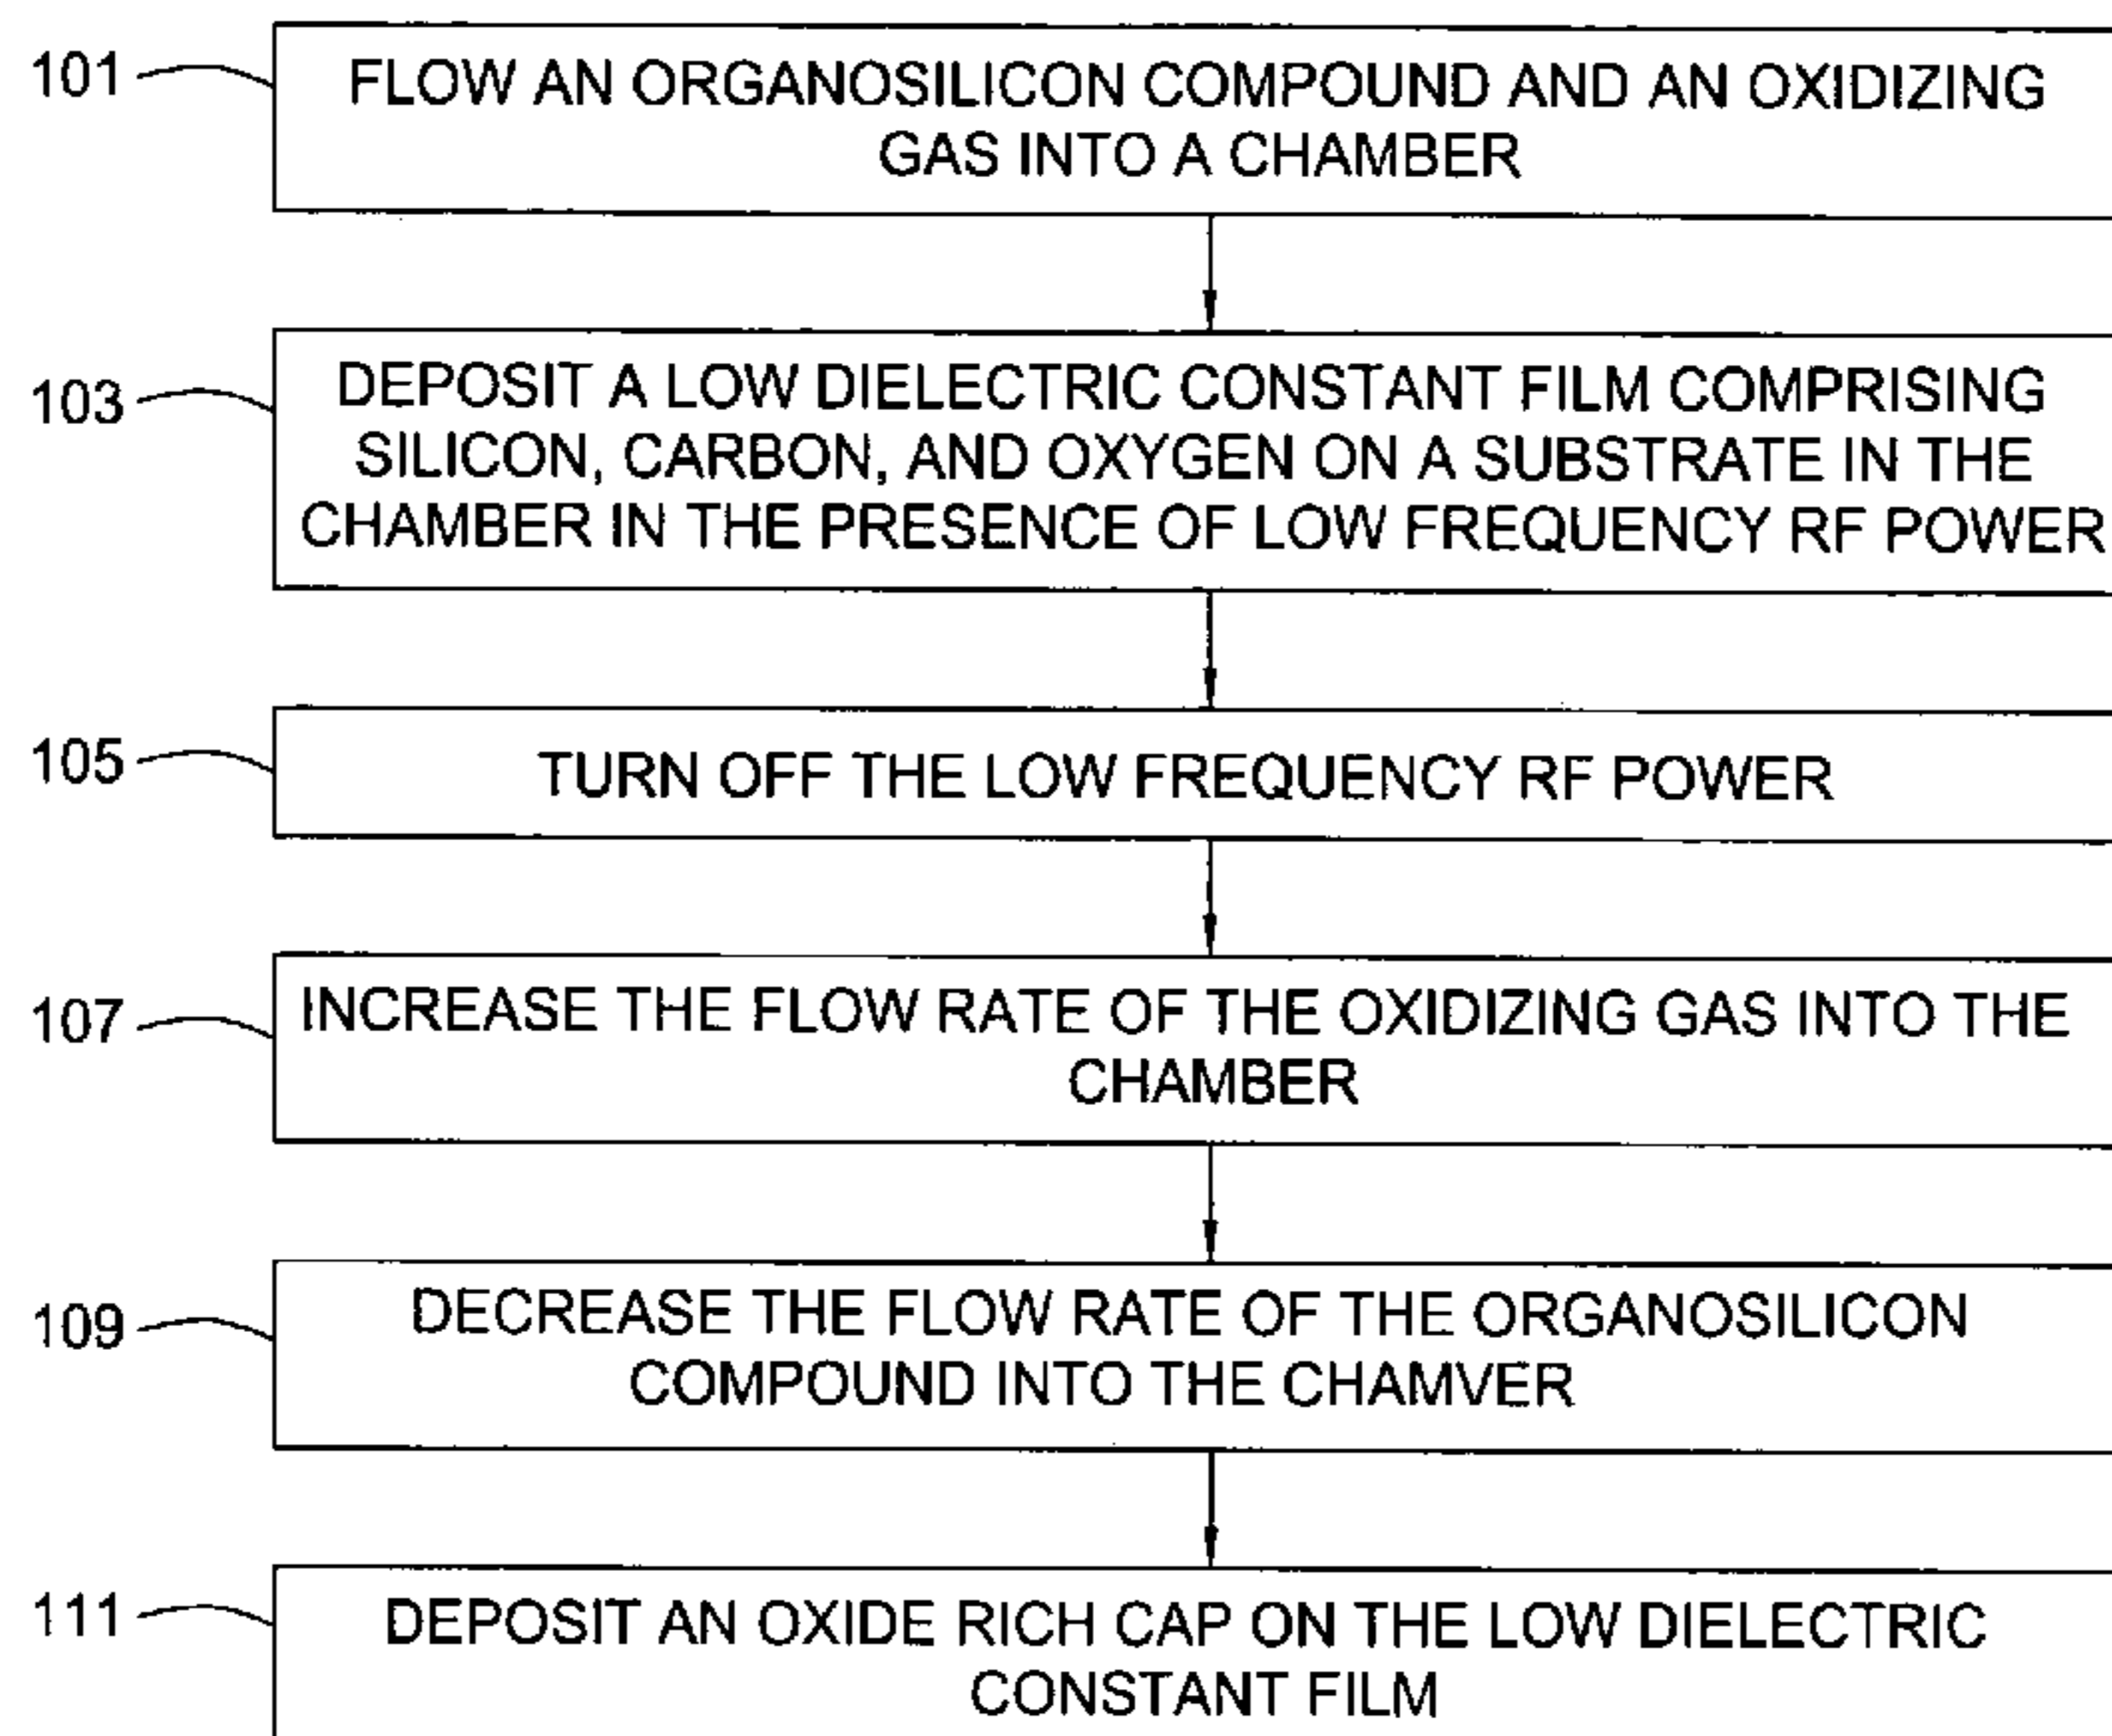 101
FLOW AN ORGANOSILICON COMPOUND AND AN OXIDIZING
GAS INTO A CHAMBER
103
DEPOSIT A LOW DIELECTRIC CONSTANT FILM COMPRISING
SILICON, CARBON, AND OXYGEN ON A SUBSTRATE IN THE
CHAMBER IN THE PRESENCE OF LOW FREQUENCY RF POWER
105
TURN OFF THE LOW FREQUENCY RF POWER
107
INCREASE THE FLOW RATE OF THE OXIDIZING GAS INTO THE
CHAMBER
109
DECREASE THE FLOW RATE OF THE ORGANOSILICON
COMPOUND INTO THE CHAMVER
111
DEPOSIT AN OXIDE RICH CAP ON THE LOW DIELECTRIC
CONSTANT FILM